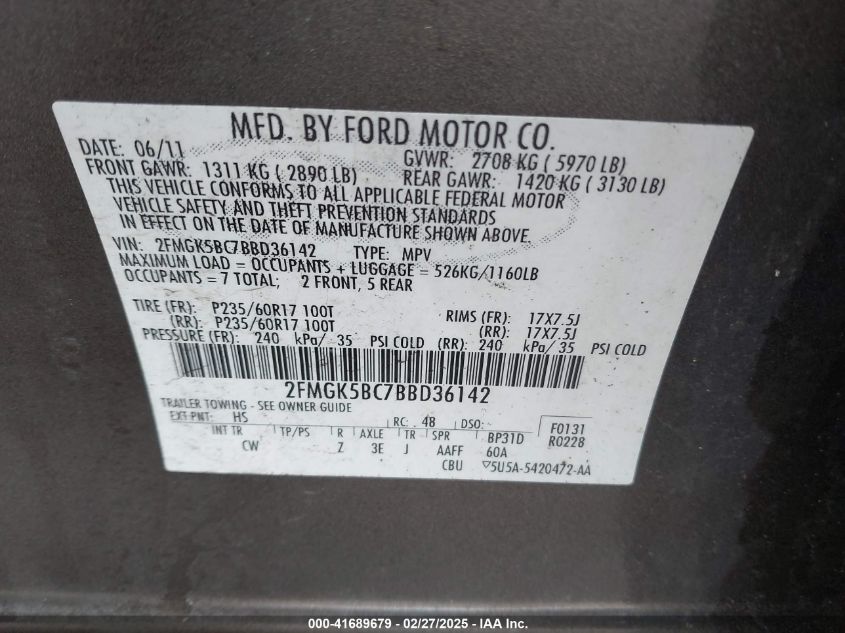 MFD. BY FORD MOTOR CO.
DATE: 06/11 GVWR: 2708 KG ( 5970 LB)
FRONT GAWR: 1311 KG ( 2890 LB) REAR GAWR: 1420 KG ( 3130 LB)
THIS VEHICLE CONFORMS TO ALL APPLICABLE FEDERAL MOTOR
VEHICLE SAFETY AND THEFT PREVENTION STANDARDS
IN EFFECT ON THE DATE OF MANUFACTURE SHOWN ABOVE.
VIN: 2FMGK5BC7BBD36142 TYPE: MPV
MAXIMUM LOAD = OCCUPANTS + LUGGAGE = 526KG/1160LB
OCCUPANTS = 7 TOTAL; 2 FRONT, 5 REAR
TIRE (FR): P235/60R17 100T RIMS (FR): 17X7.5J
(RR): P235/60R17 100T (RR): 17X7.5J
PRESSURE (FR): 240 kPa/ 35 PSI COLD (RR): 240 kPa/ 35 PSI COLD
2FMGK5BC7BBD36142
TRAILER TOWING - SEE OWNER GUIDE
EXT PNT: HS RC: 48 DSO: F0131
INT TR TP/PS R AXLE TR SPR BP31D R0228
CW Z 3E J AAFF 60A
CBU ▽5U5A-5420472-AA
000-41689679 - 02/27/2025 - IAA Inc.